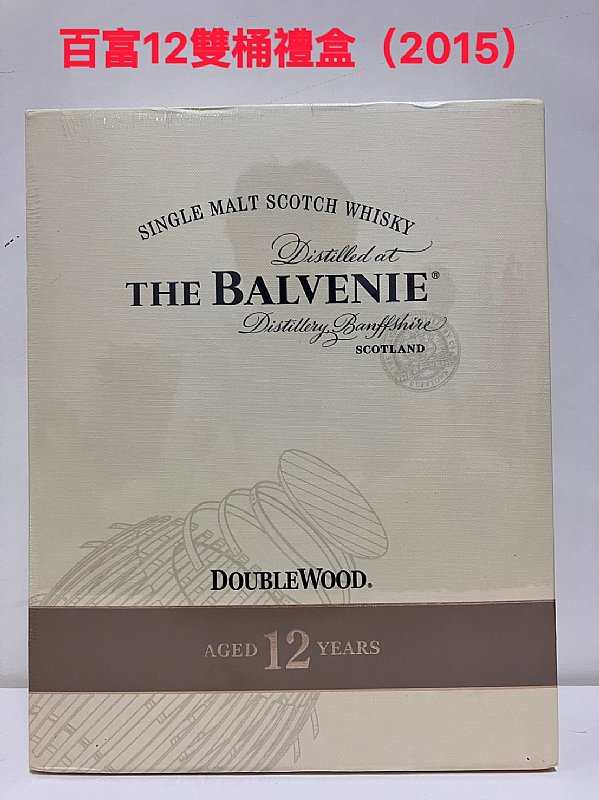 百富12雙桶禮盒（2015）
SINGLE MALT SCOTCH WHISKY
Distilled at
THE BALVENIE®
Distillery, Banffshire
SCOTLAND
DOUBLEWOOD®
AGED 12 YEARS